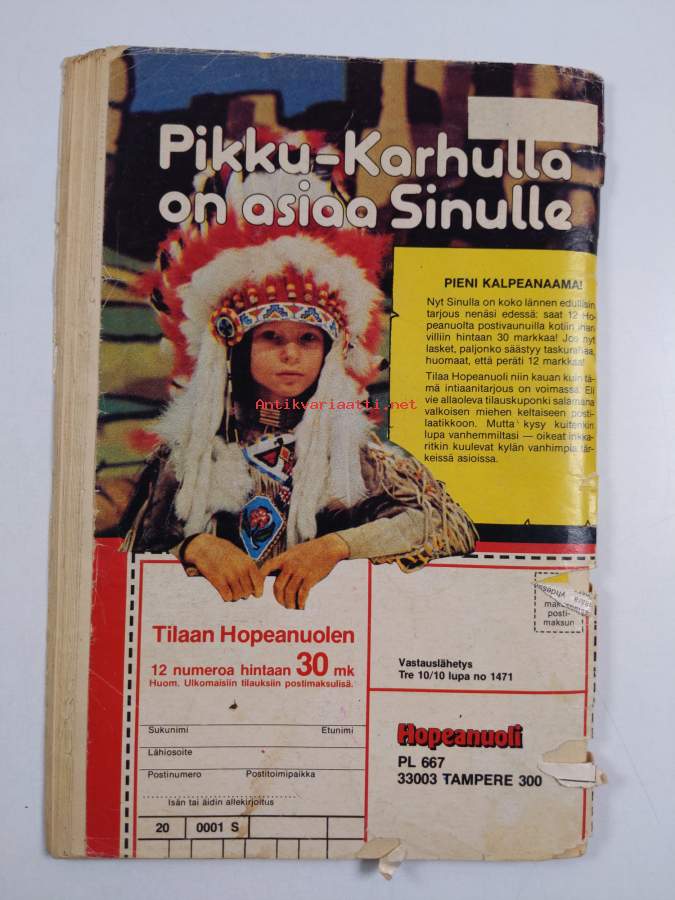 Pikku-Karhulla
on asiaa Sinulle
PIENI KALPEANAAMA!
Nyt Sinulla on koko lännen edullisin
tarjous nenäsi edessä: saat 12 Ho-
peanuolta postivaunuilla kotiin ihan
villiin hintaan 30 markkaa! Jos nyt
lasket, paljonko säästyy taskurahaa,
huomaat, että peräti 12 markkaa!
Tilaa Hopeanuoli niin kauan kuin tä-
mä intiaanitarjous on voimassa. Eli
vie allaoleva tilauskuponki salamana
valkoisen miehen keltaiseen posti-
laatikkoon. Mutta kysy kuitenkin
lupa vanhemmiltasi — oikeat inkka-
ritkin kuulevat kylän vanhimpia tär-
keissä asioissa.
Antikvariaatti.net
Tilaan Hopeanuolen
12 numeroa hintaan 30 mk
Huom. Ulkomaisiin tilauksiin postimaksulisä.
Sukunimi Etunimi
Lähiosoite
Postinumero Postitoimipaikka
Isän tai äidin allekirjoitus
20 0001 S
posti-
maksun
Vastauslähetys
Tre 10/10 lupa no 1471
Hopeanuoli
PL 667
33003 TAMPERE 300